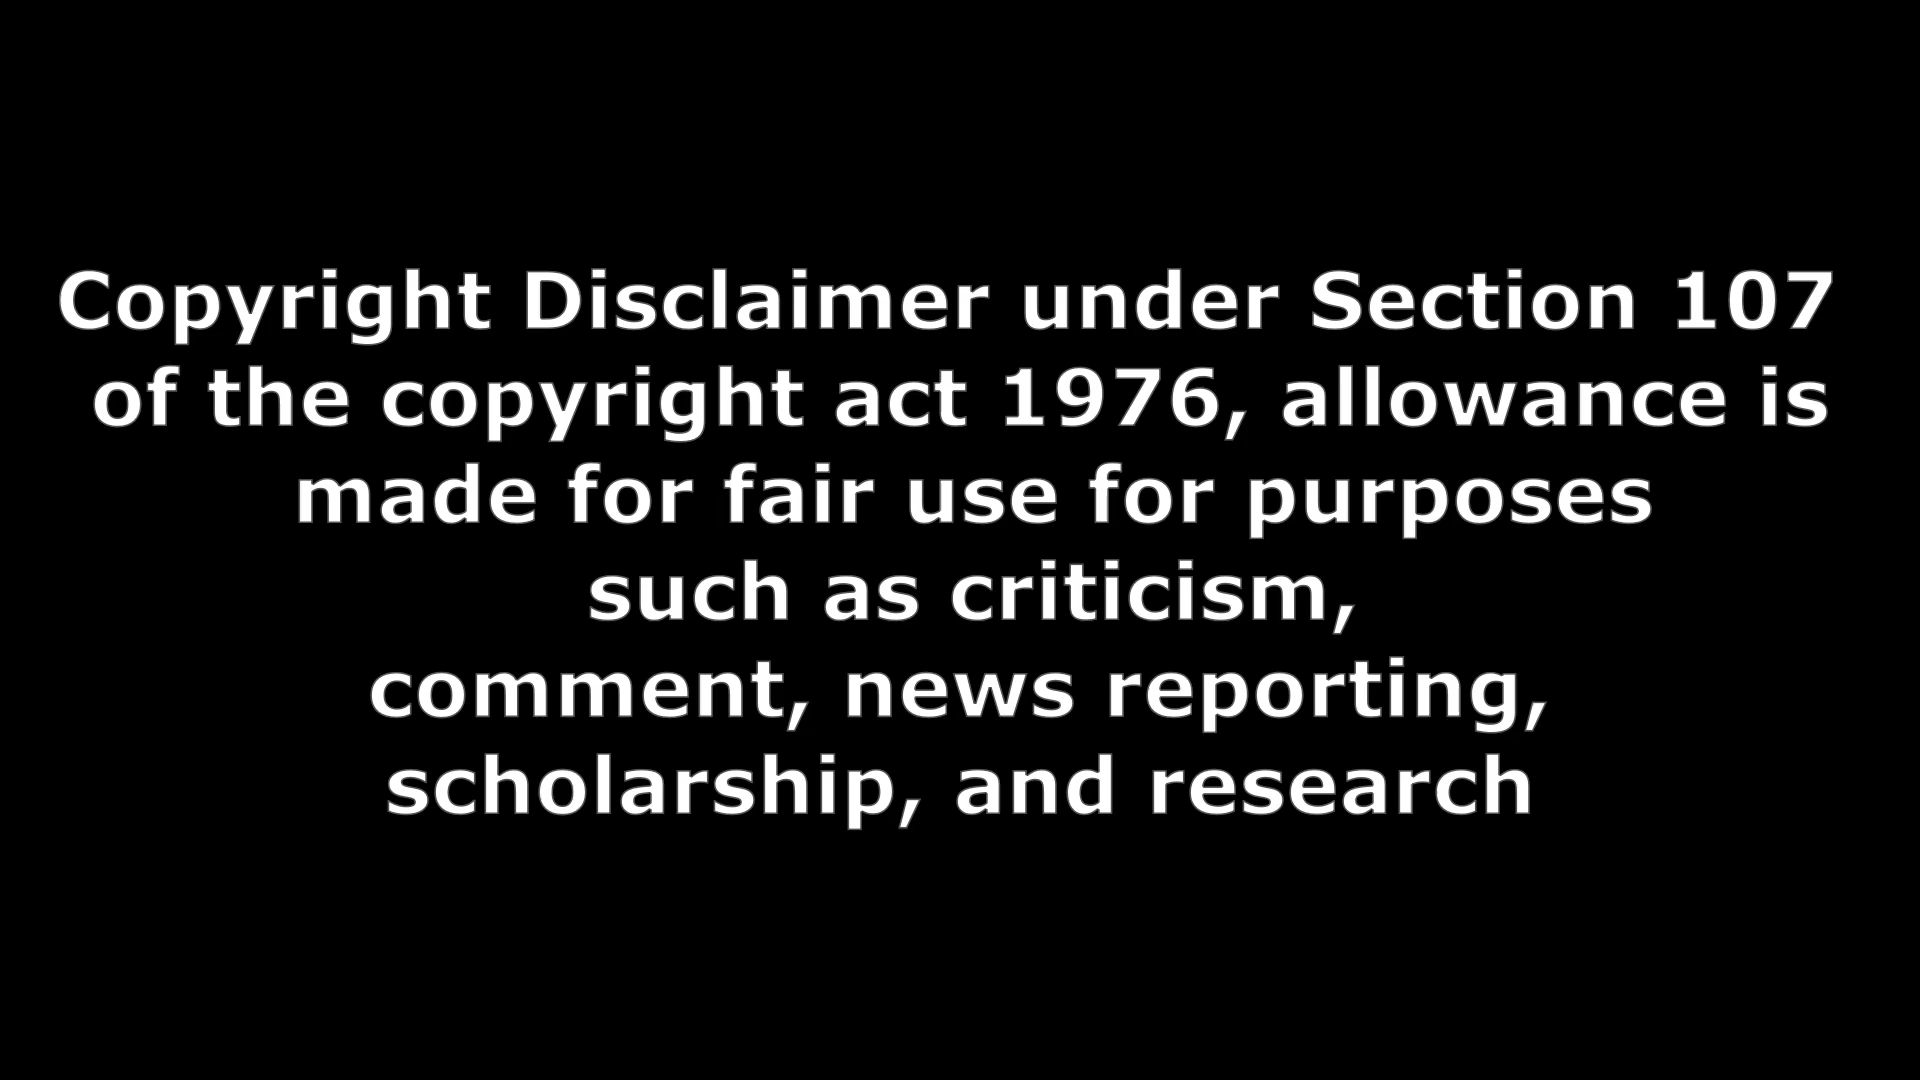 Copyright Disclaimer under Section 107
of the copyright act 1976, allowance is
made for fair use for purposes
such as criticism,
comment, news reporting,
scholarship, and research